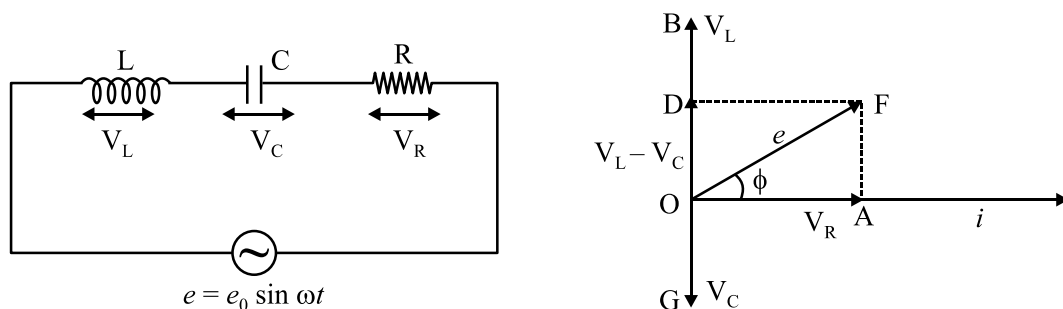 L
C
R
V_L
V_C
V_R
e = e_0 sin ωt
B
V_L
D
F
e
V_L – V_C
ϕ
O
V_R
A
i
G
V_C